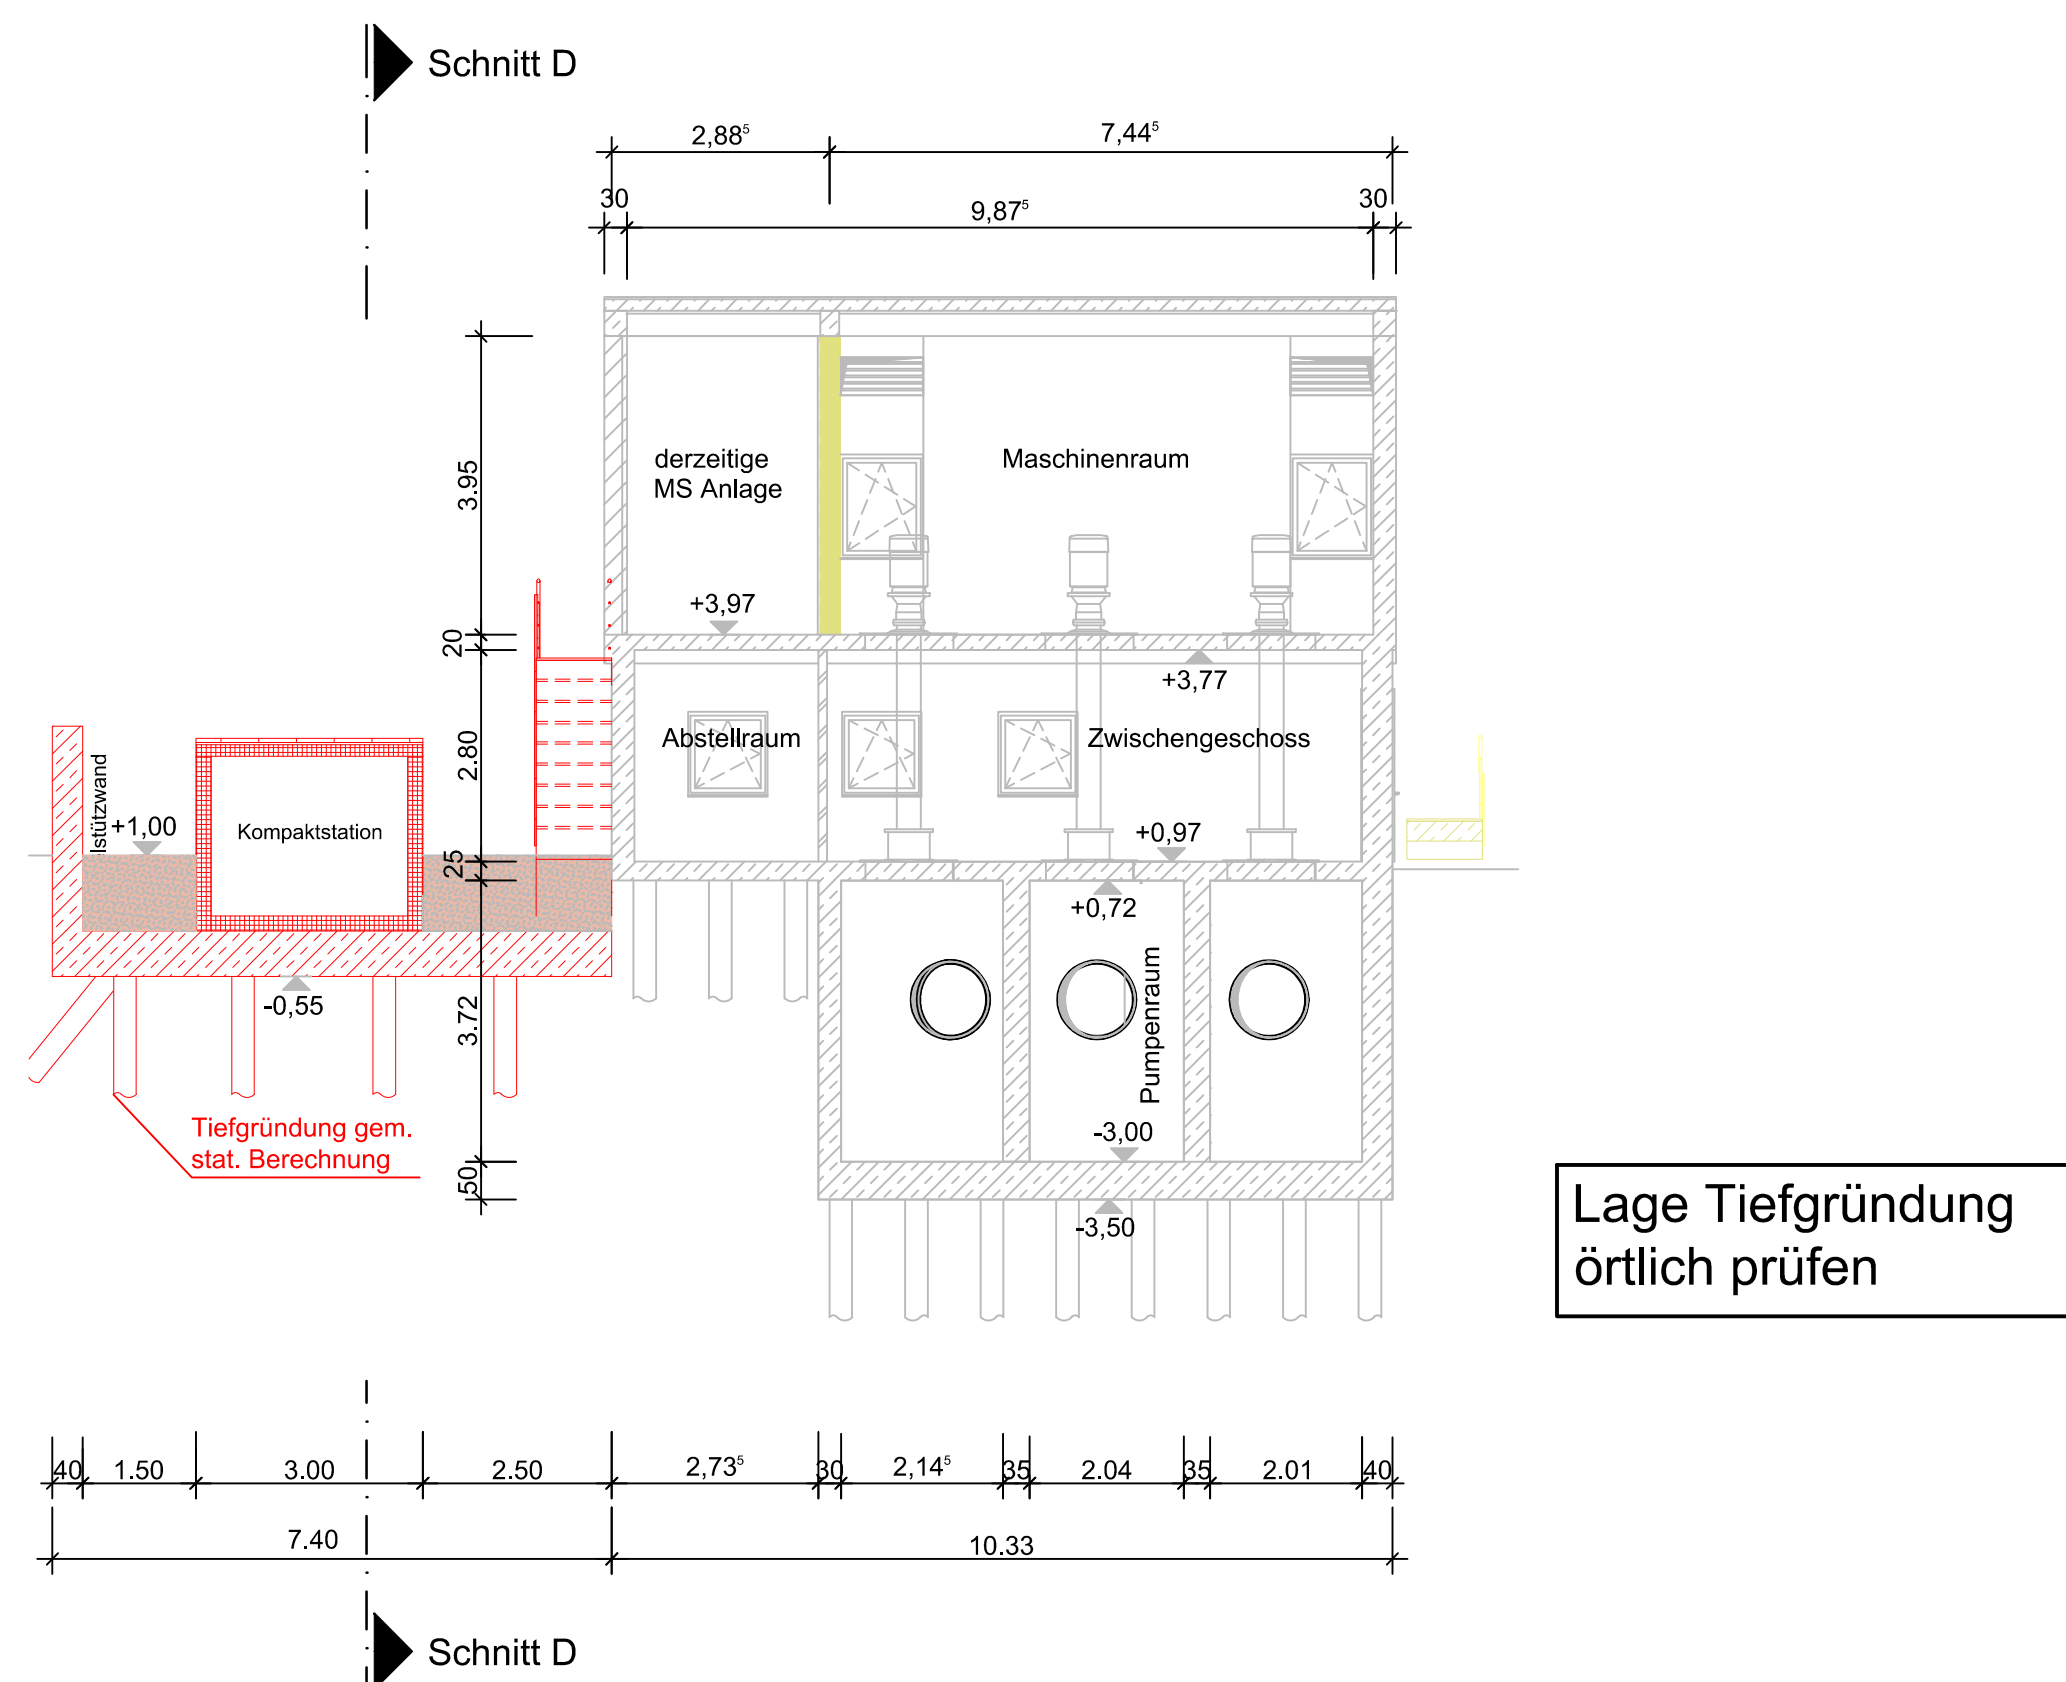 Schnitt D
2,88⁵
7,44⁵
30
9,87⁵
30
derzeitige
MS Anlage
Maschinenraum
3.95
+3,97
20
+3,77
Abstellraum
Zwischengeschoss
2.80
lstützwand
+1,00
Kompaktstation
+0,97
25
+0,72
Pumpenraum
-0,55
3.72
Tiefgründung gem.
stat. Berechnung
-3,00
50
-3,50
Lage Tiefgründung
örtlich prüfen
40
1.50
3.00
2.50
2,73⁵
30
2,14⁵
35
2.04
35
2.01
40
7.40
10.33
Schnitt D